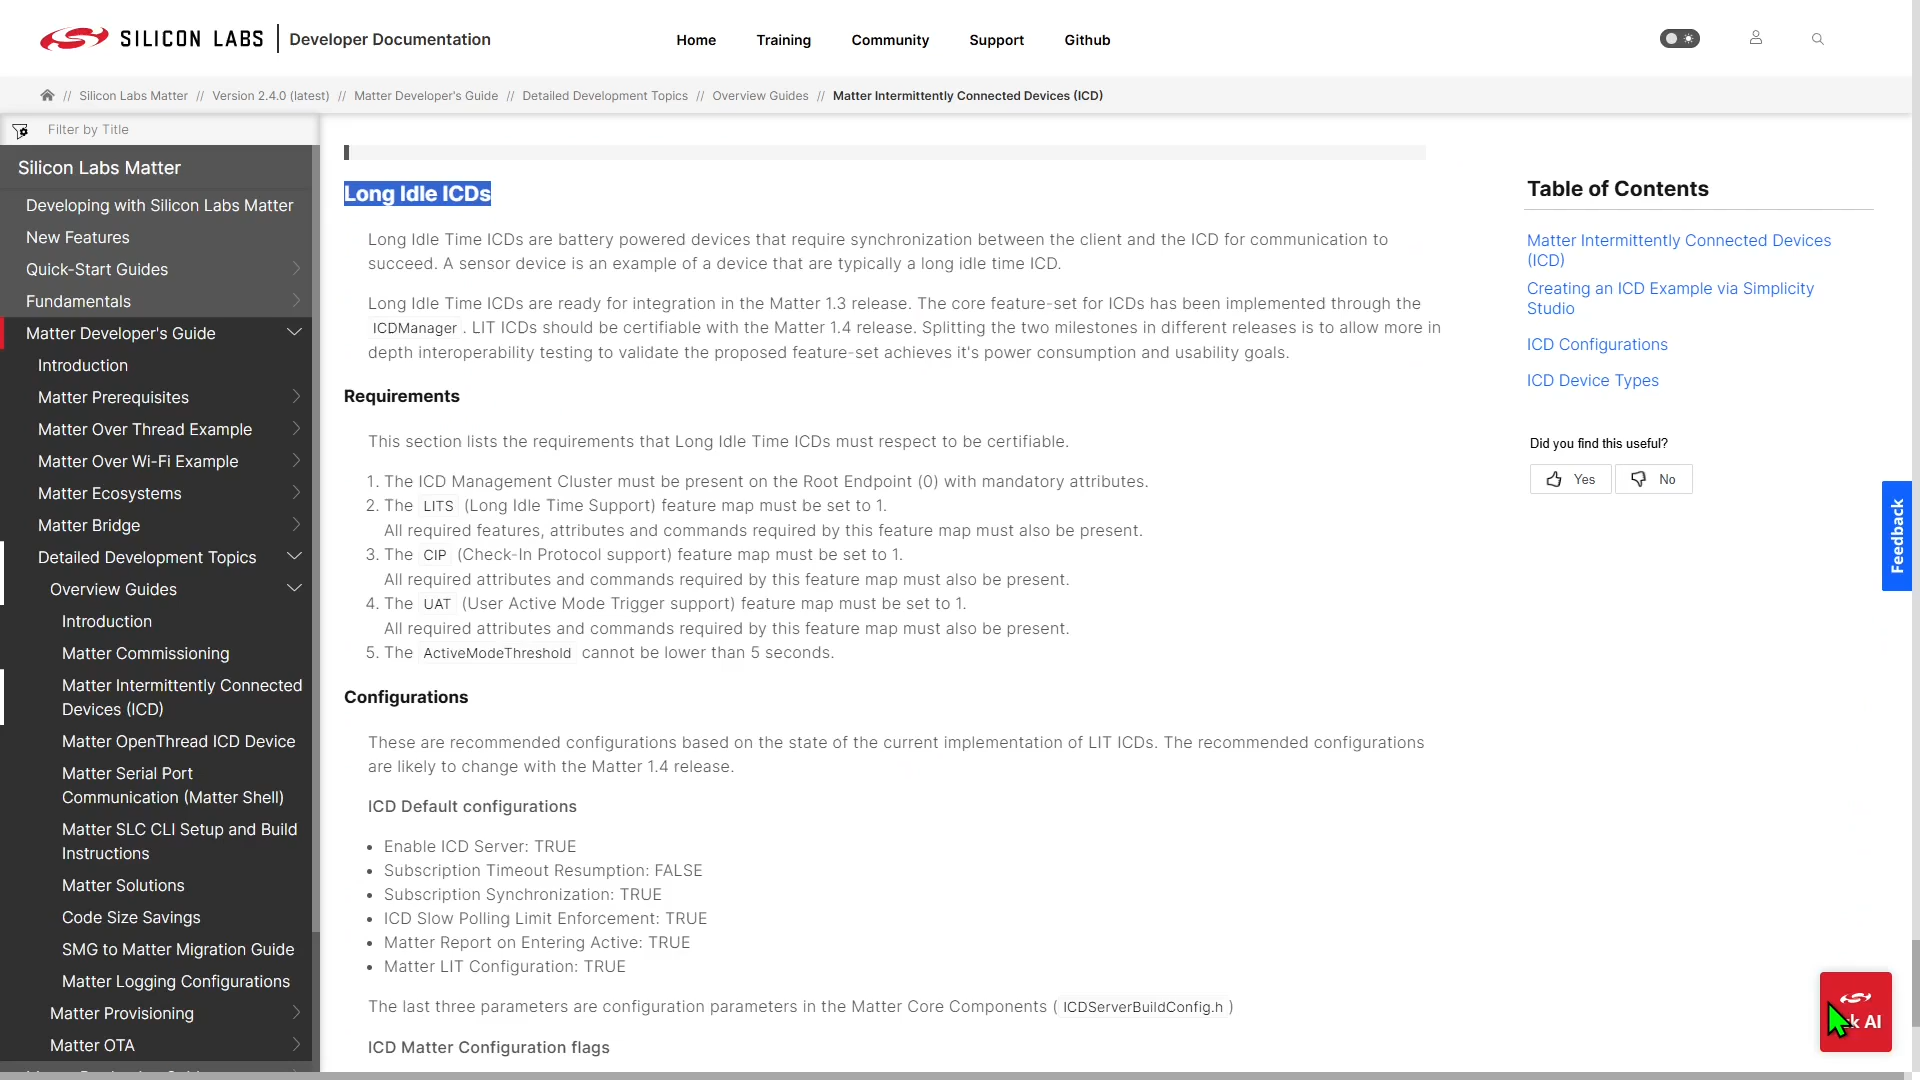 SILICON LABS
Developer Documentation
Home
Training
Community
Support
Github
// Silicon Labs Matter // Version 2.4.0 (latest) // Matter Developer's Guide // Detailed Development Topics // Overview Guides // Matter Intermittently Connected Devices (ICD)
Filter by Title
Silicon Labs Matter
Developing with Silicon Labs Matter
New Features
Quick-Start Guides
Fundamentals
Matter Developer's Guide
Introduction
Matter Prerequisites
Matter Over Thread Example
Matter Over Wi-Fi Example
Matter Ecosystems
Matter Bridge
Detailed Development Topics
Overview Guides
Introduction
Matter Commissioning
Matter Intermittently Connected
Devices (ICD)
Matter OpenThread ICD Device
Matter Serial Port
Communication (Matter Shell)
Matter SLC CLI Setup and Build
Instructions
Matter Solutions
Code Size Savings
SMG to Matter Migration Guide
Matter Logging Configurations
Matter Provisioning
Matter OTA
Long Idle ICDs
Long Idle Time ICDs are battery powered devices that require synchronization between the client and the ICD for communication to
succeed. A sensor device is an example of a device that are typically a long idle time ICD.
Long Idle Time ICDs are ready for integration in the Matter 1.3 release. The core feature-set for ICDs has been implemented through the
ICDManager . LIT ICDs should be certifiable with the Matter 1.4 release. Splitting the two milestones in different releases is to allow more in
depth interoperability testing to validate the proposed feature-set achieves it's power consumption and usability goals.
Requirements
This section lists the requirements that Long Idle Time ICDs must respect to be certifiable.
1. The ICD Management Cluster must be present on the Root Endpoint (0) with mandatory attributes.
2. The LITS (Long Idle Time Support) feature map must be set to 1.
All required features, attributes and commands required by this feature map must also be present.
3. The CIP (Check-In Protocol support) feature map must be set to 1.
All required attributes and commands required by this feature map must also be present.
4. The UAT (User Active Mode Trigger support) feature map must be set to 1.
All required attributes and commands required by this feature map must also be present.
5. The ActiveModeThreshold cannot be lower than 5 seconds.
Configurations
These are recommended configurations based on the state of the current implementation of LIT ICDs. The recommended configurations
are likely to change with the Matter 1.4 release.
ICD Default configurations
• Enable ICD Server: TRUE
• Subscription Timeout Resumption: FALSE
• Subscription Synchronization: TRUE
• ICD Slow Polling Limit Enforcement: TRUE
• Matter Report on Entering Active: TRUE
• Matter LIT Configuration: TRUE
The last three parameters are configuration parameters in the Matter Core Components ( ICDServerBuildConfig.h )
ICD Matter Configuration flags
Table of Contents
Matter Intermittently Connected Devices
(ICD)
Creating an ICD Example via Simplicity
Studio
ICD Configurations
ICD Device Types
Did you find this useful?
Yes
No
Feedback
AI